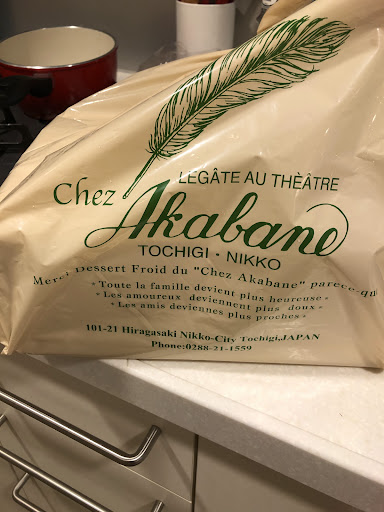 LEGÂTE AU THÈÂTRE
Chez Akabane
TOCHIGI · NIKKO
Merci Dessert Froid du "Chez Akabane" parece-qu
" Toute la famille devient plus heureuse "
" Les amoureux deviennent plus doux "
" Les amis deviennes plus proches "
101-21 Hiragasaki Nikko-City Tochigi,JAPAN
Phone:0288-21-1559